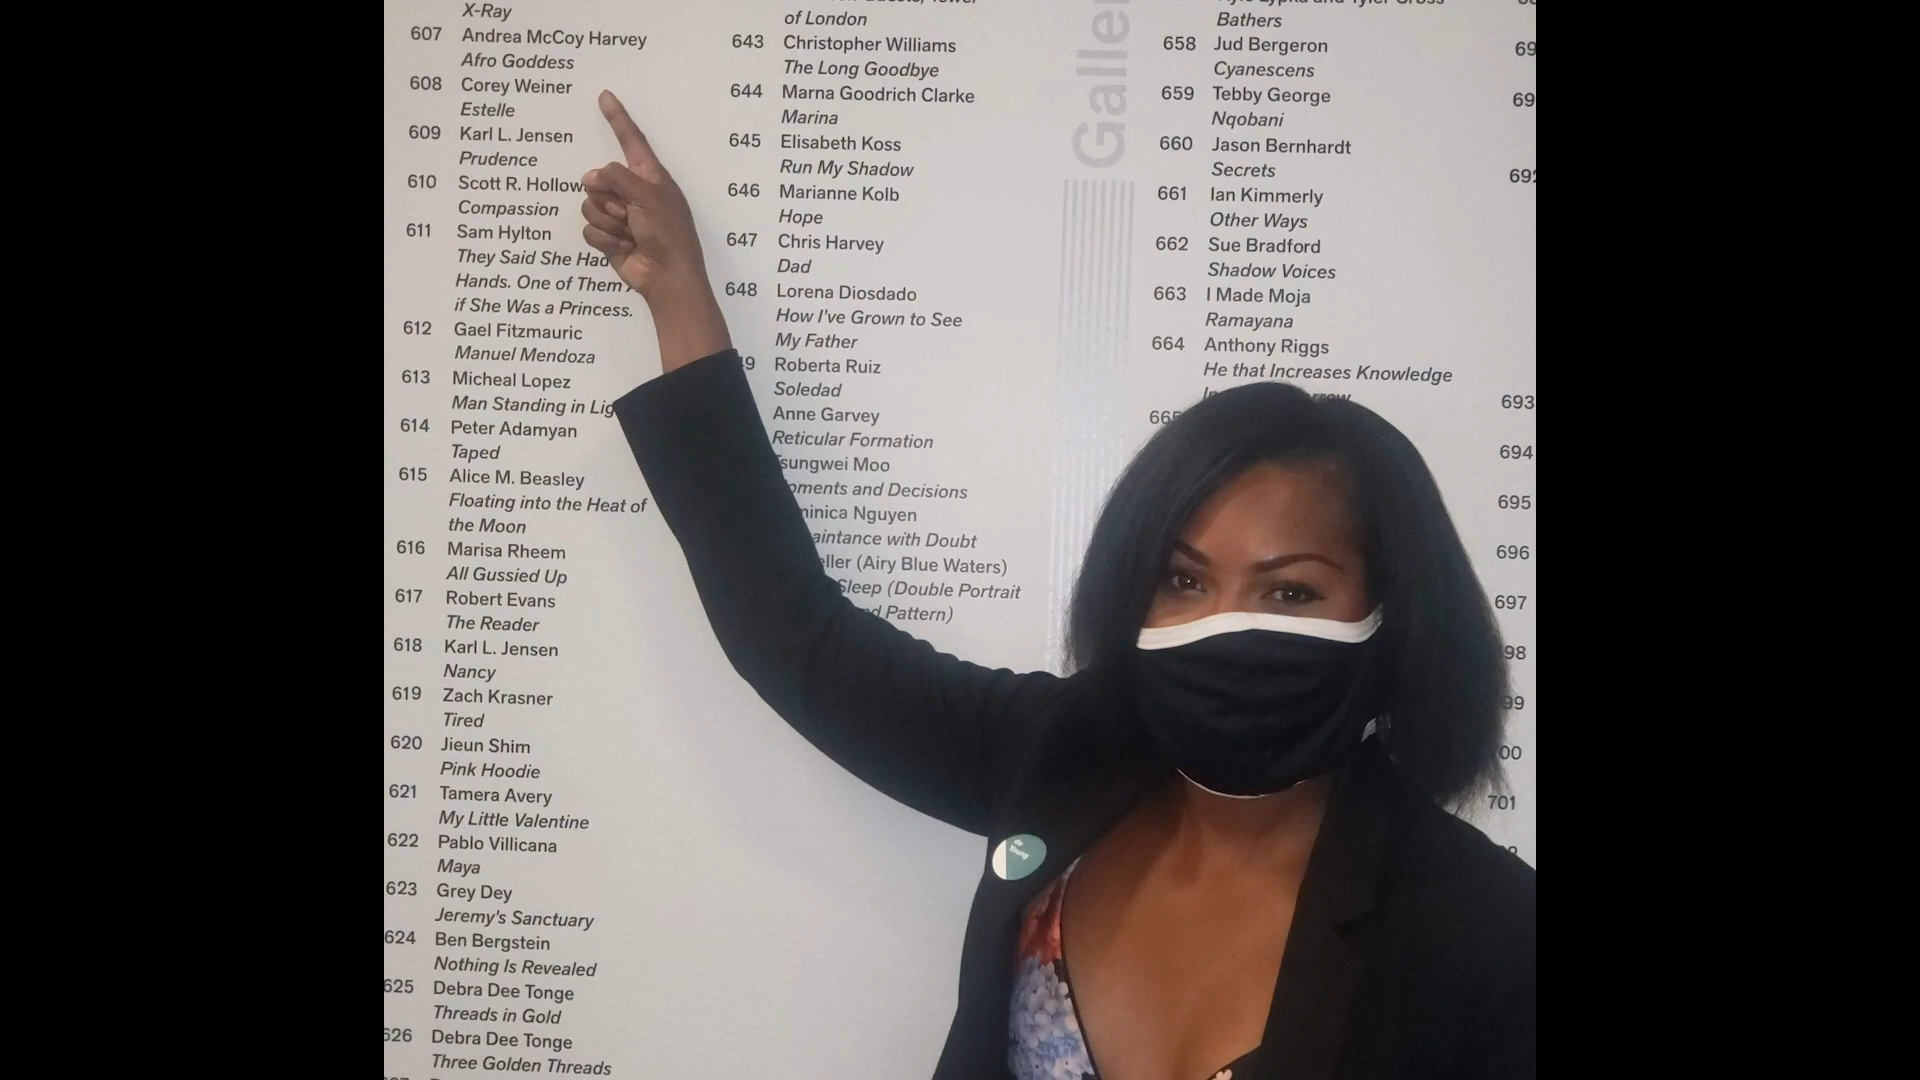 X-Ray
607 Andrea McCoy Harvey
Afro Goddess
608 Corey Weiner
Estelle
609 Karl L. Jensen
Prudence
610 Scott R.
Compassion
611 Sam Hylton
They Said She Had
Hands. One of Them
if She Was a Princess.
612 Gael Fitzmauric
Manuel Mendoza
613 Micheal Lopez
Man Standing in
614 Peter Adamyan
Taped
615 Alice M. Beasley
Floating into the Heat of
the Moon
616 Marisa Rheem
All Gussied Up
617 Robert Evans
The Reader
618 Karl L. Jensen
Nancy
619 Zach Krasner
Tired
620 Jieun Shim
Pink Hoodie
621 Tamera Avery
My Little Valentine
622 Pablo Villicana
Maya
623 Grey Dey
Jeremy's Sanctuary
624 Ben Bergstein
Nothing Is Revealed
625 Debra Dee Tonge
Threads in Gold
626 Debra Dee Tonge
Three Golden Threads
of London
643 Christopher Williams
The Long Goodbye
644 Marna Goodrich Clarke
Marina
645 Elisabeth Koss
Run My Shadow
646 Marianne Kolb
Hope
647 Chris Harvey
Dad
648 Lorena Diosdado
How I've Grown to See
My Father
Roberta Ruiz
Soledad
Anne Garvey
Reticular Formation
Moo
and Decisions
Nguyen
with Doubt
(Airy Blue Waters)
Sleep (Double Portrait
Pattern)
Bathers
658 Jud Bergeron
Cyanescens
659 Tebby George
Nqobani
660 Jason Bernhardt
Secrets
661 Ian Kimmerly
Other Ways
662 Sue Bradford
Shadow Voices
663 I Made Moja
Ramayana
664 Anthony Riggs
He that Increases Knowledge
665
692
693
694
695
696
697
701
de
Young